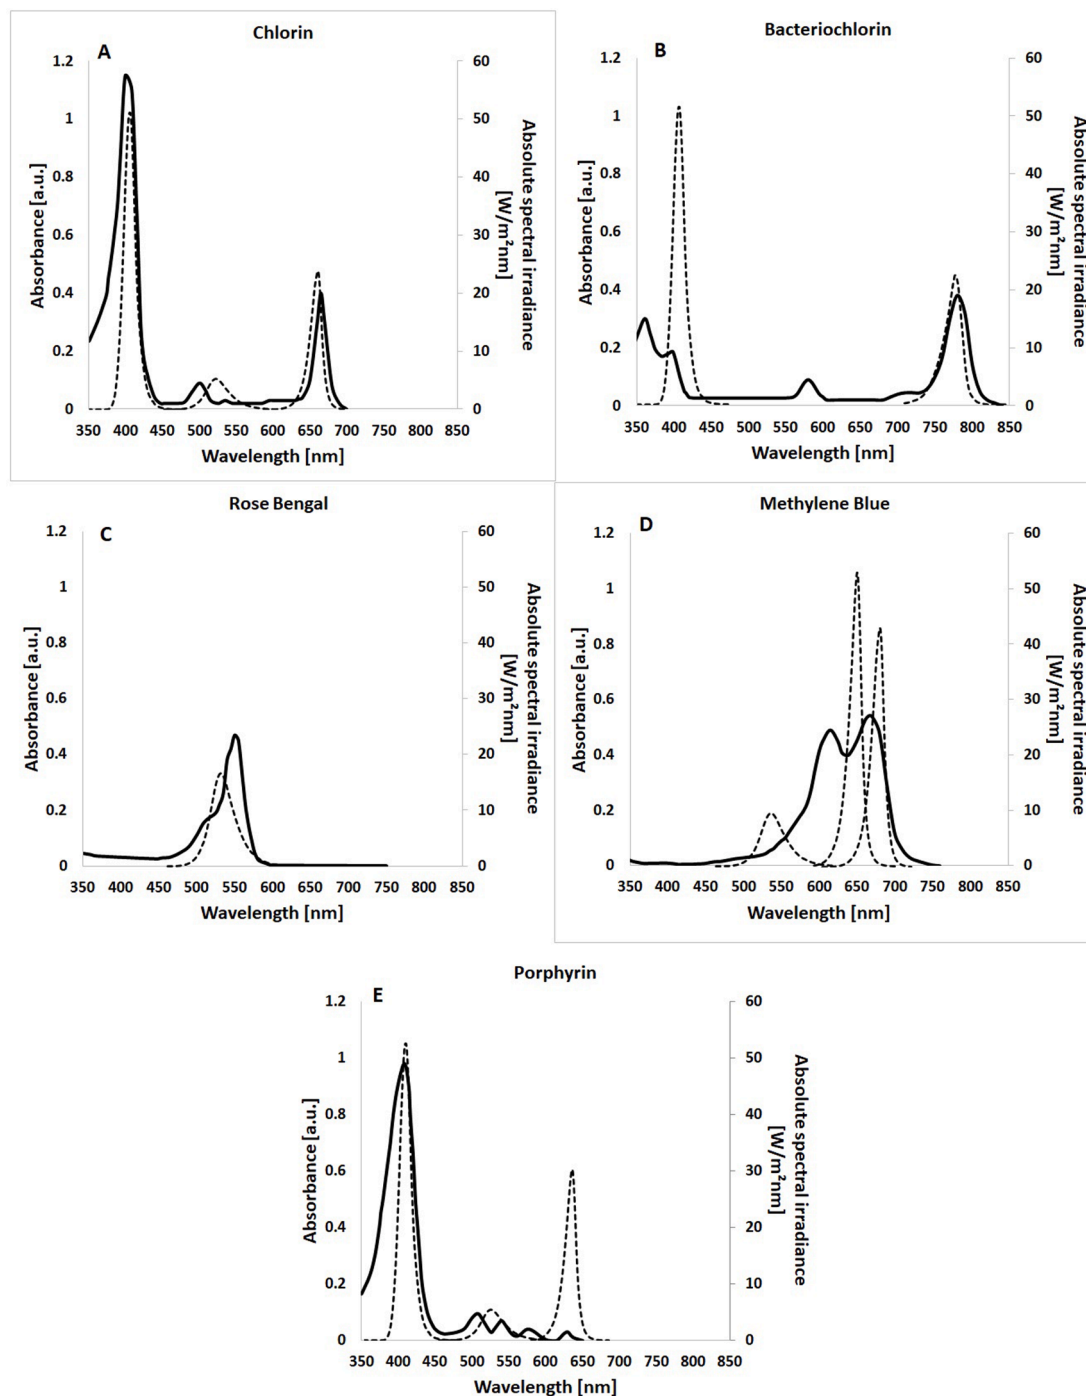 Chlorin
A
1.2
1
0.8
0.6
0.4
0.2
0
60
50
40
30
20
10
0
350 400 450 500 550 600 650 700 750 800 850
Absorbance [a.u.]
Wavelength [nm]
Absolute spectral irradiance
[W/m²nm]
Bacteriochlorin
B
1.2
1
0.8
0.6
0.4
0.2
0
60
50
40
30
20
10
0
350 400 450 500 550 600 650 700 750 800 850
Absorbance [a.u.]
Wavelength [nm]
Absolute spectral irradiance
[W/m²nm]
Rose Bengal
C
1.2
1
0.8
0.6
0.4
0.2
0
60
50
40
30
20
10
0
350 400 450 500 550 600 650 700 750 800 850
Absorbance [a.u.]
Wavelength [nm]
Absolute spectral irradiance
[W/m²nm]
Methylene Blue
D
1.2
1
0.8
0.6
0.4
0.2
0
60
50
40
30
20
10
0
350 400 450 500 550 600 650 700 750 800 850
Absorbance [a.u.]
Wavelength [nm]
Absolute spectral irradiance
[W/m²nm]
Porphyrin
E
1.2
1
0.8
0.6
0.4
0.2
0
60
50
40
30
20
10
0
350 400 450 500 550 600 650 700 750 800 850
Absorbance [a.u.]
Wavelength [nm]
Absolute spectral irradiance
[W/m²nm]